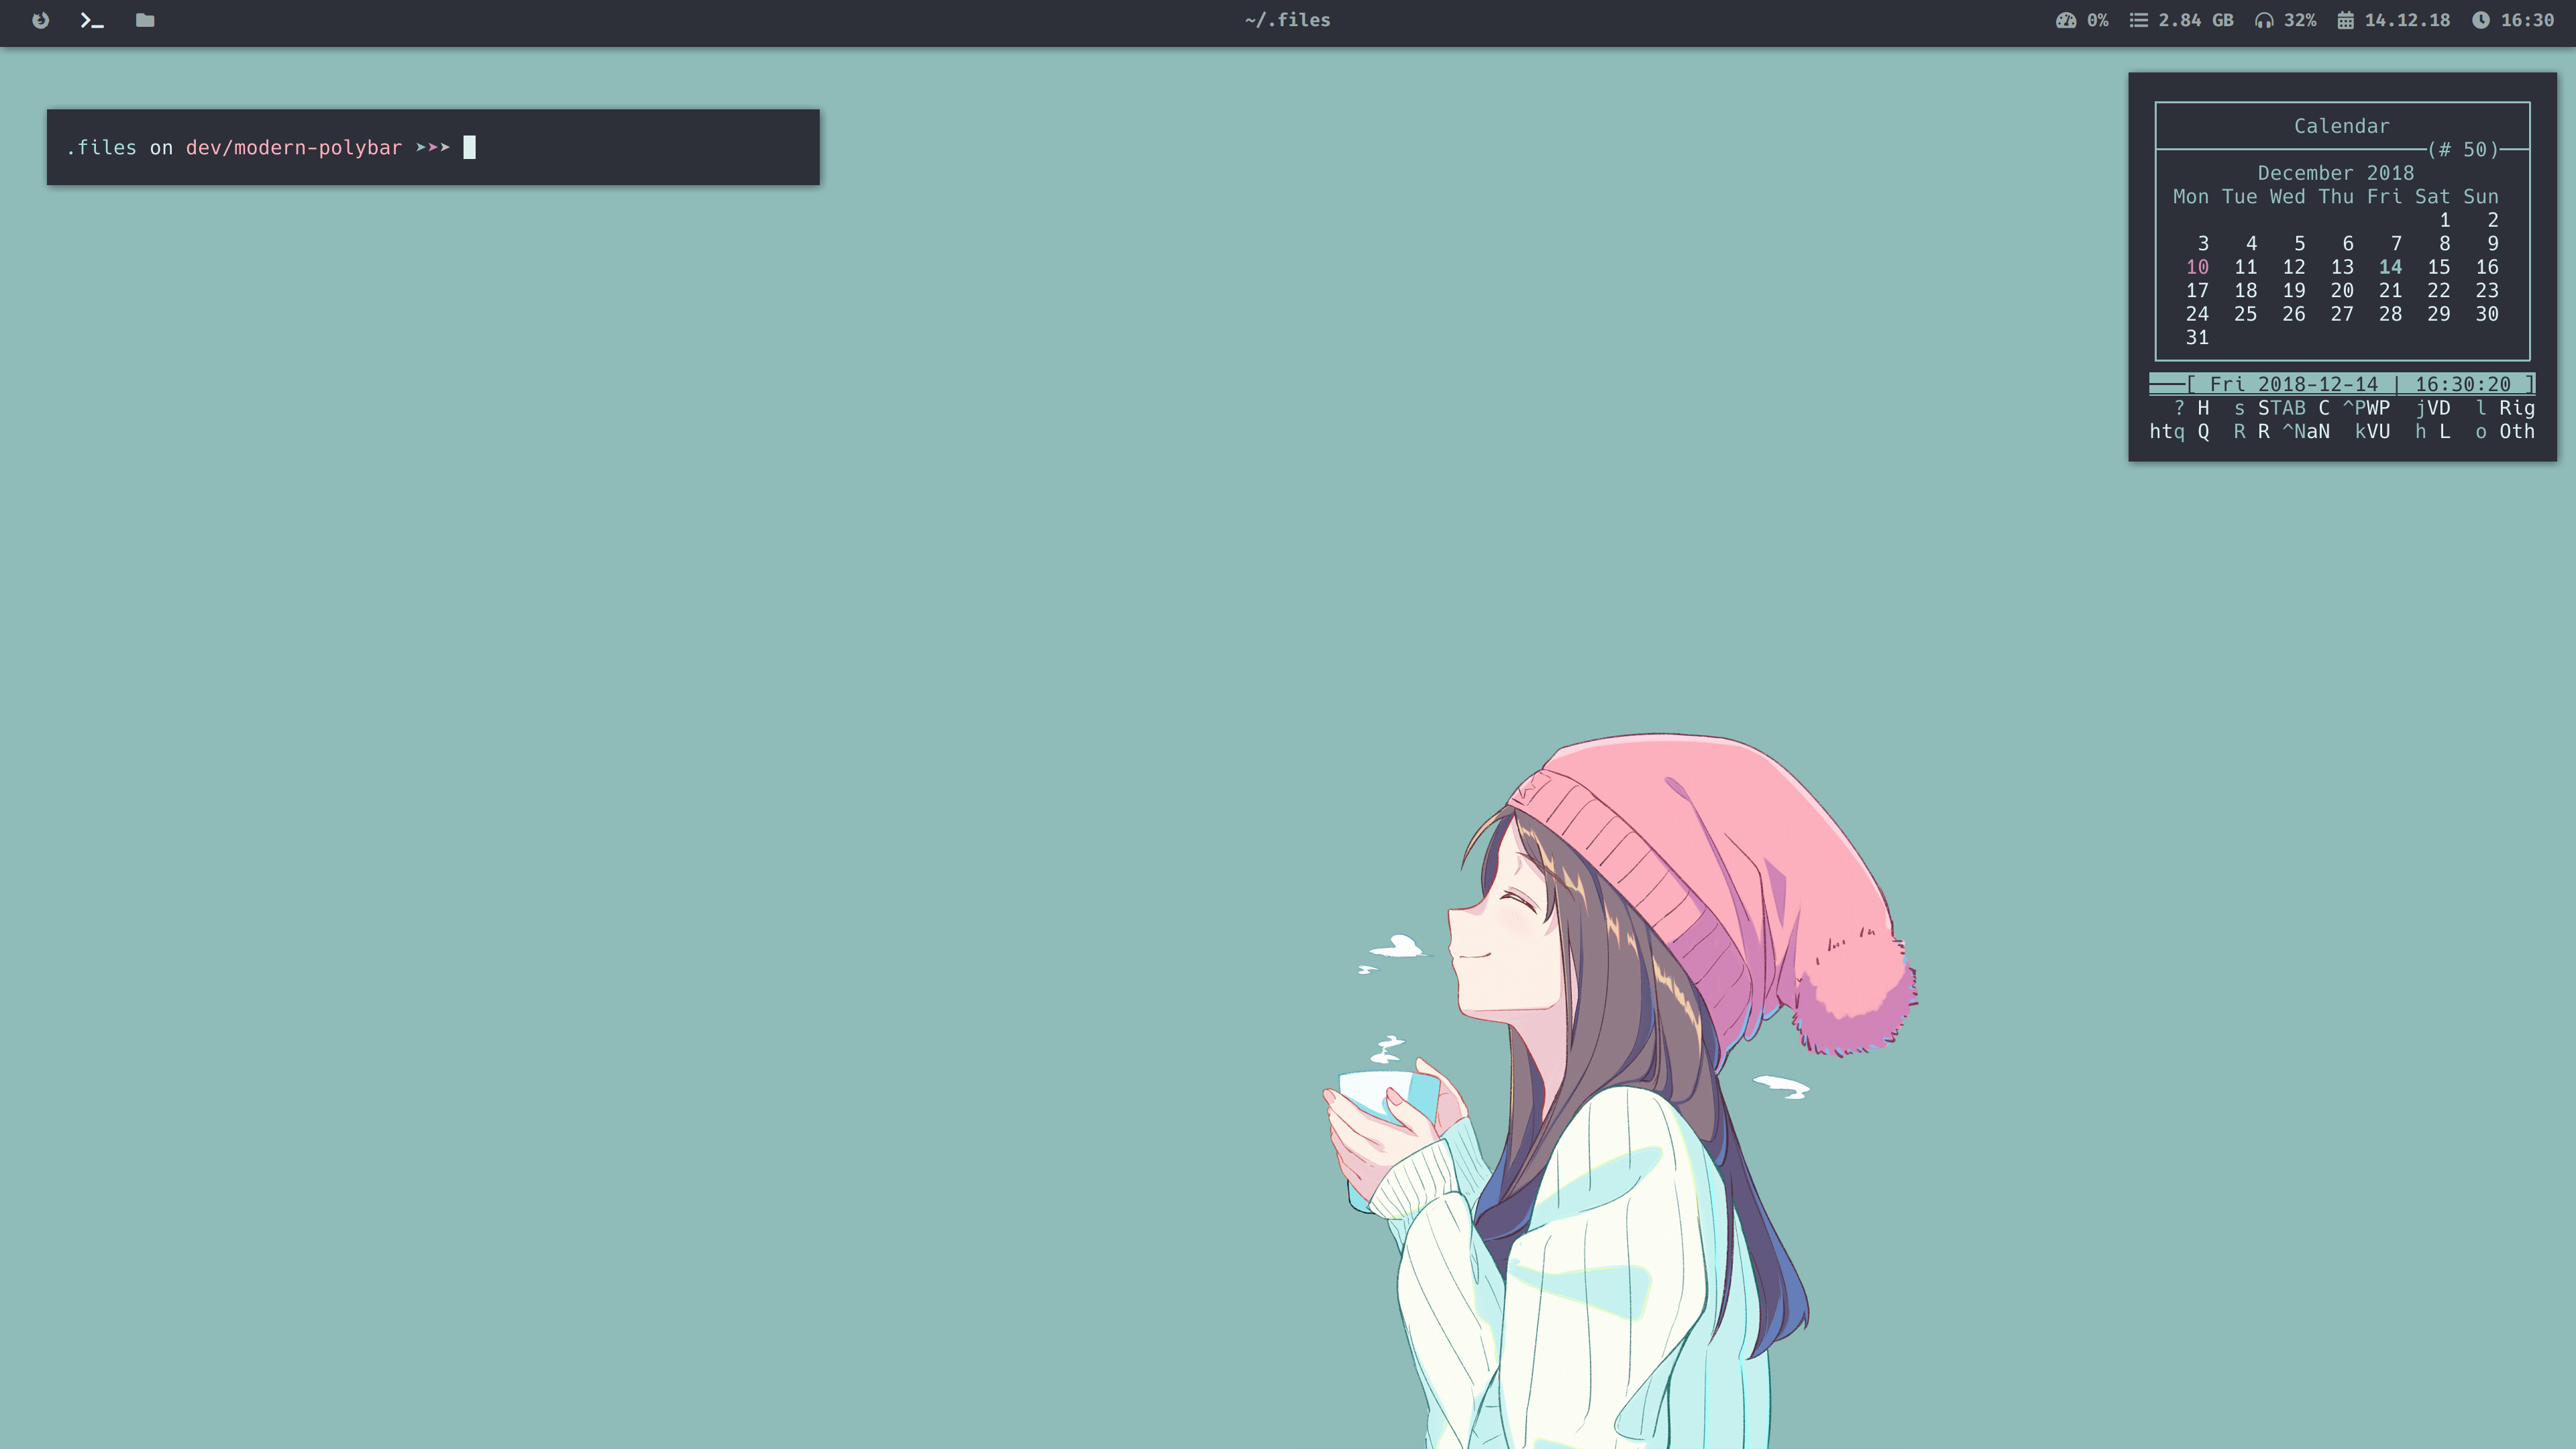 ~/.files
0% 2.84 GB 32% 14.12.18 16:30
.files on dev/modern-polybar ➤➤➤
Calendar
(# 50)
December 2018
Mon Tue Wed Thu Fri Sat Sun
1 2
3 4 5 6 7 8 9
10 11 12 13 14 15 16
17 18 19 20 21 22 23
24 25 26 27 28 29 30
31
[ Fri 2018-12-14 | 16:30:20 ]
? H s STAB C ^PWP jVD l Rig
htq Q R R ^NaN kVU h L o Oth